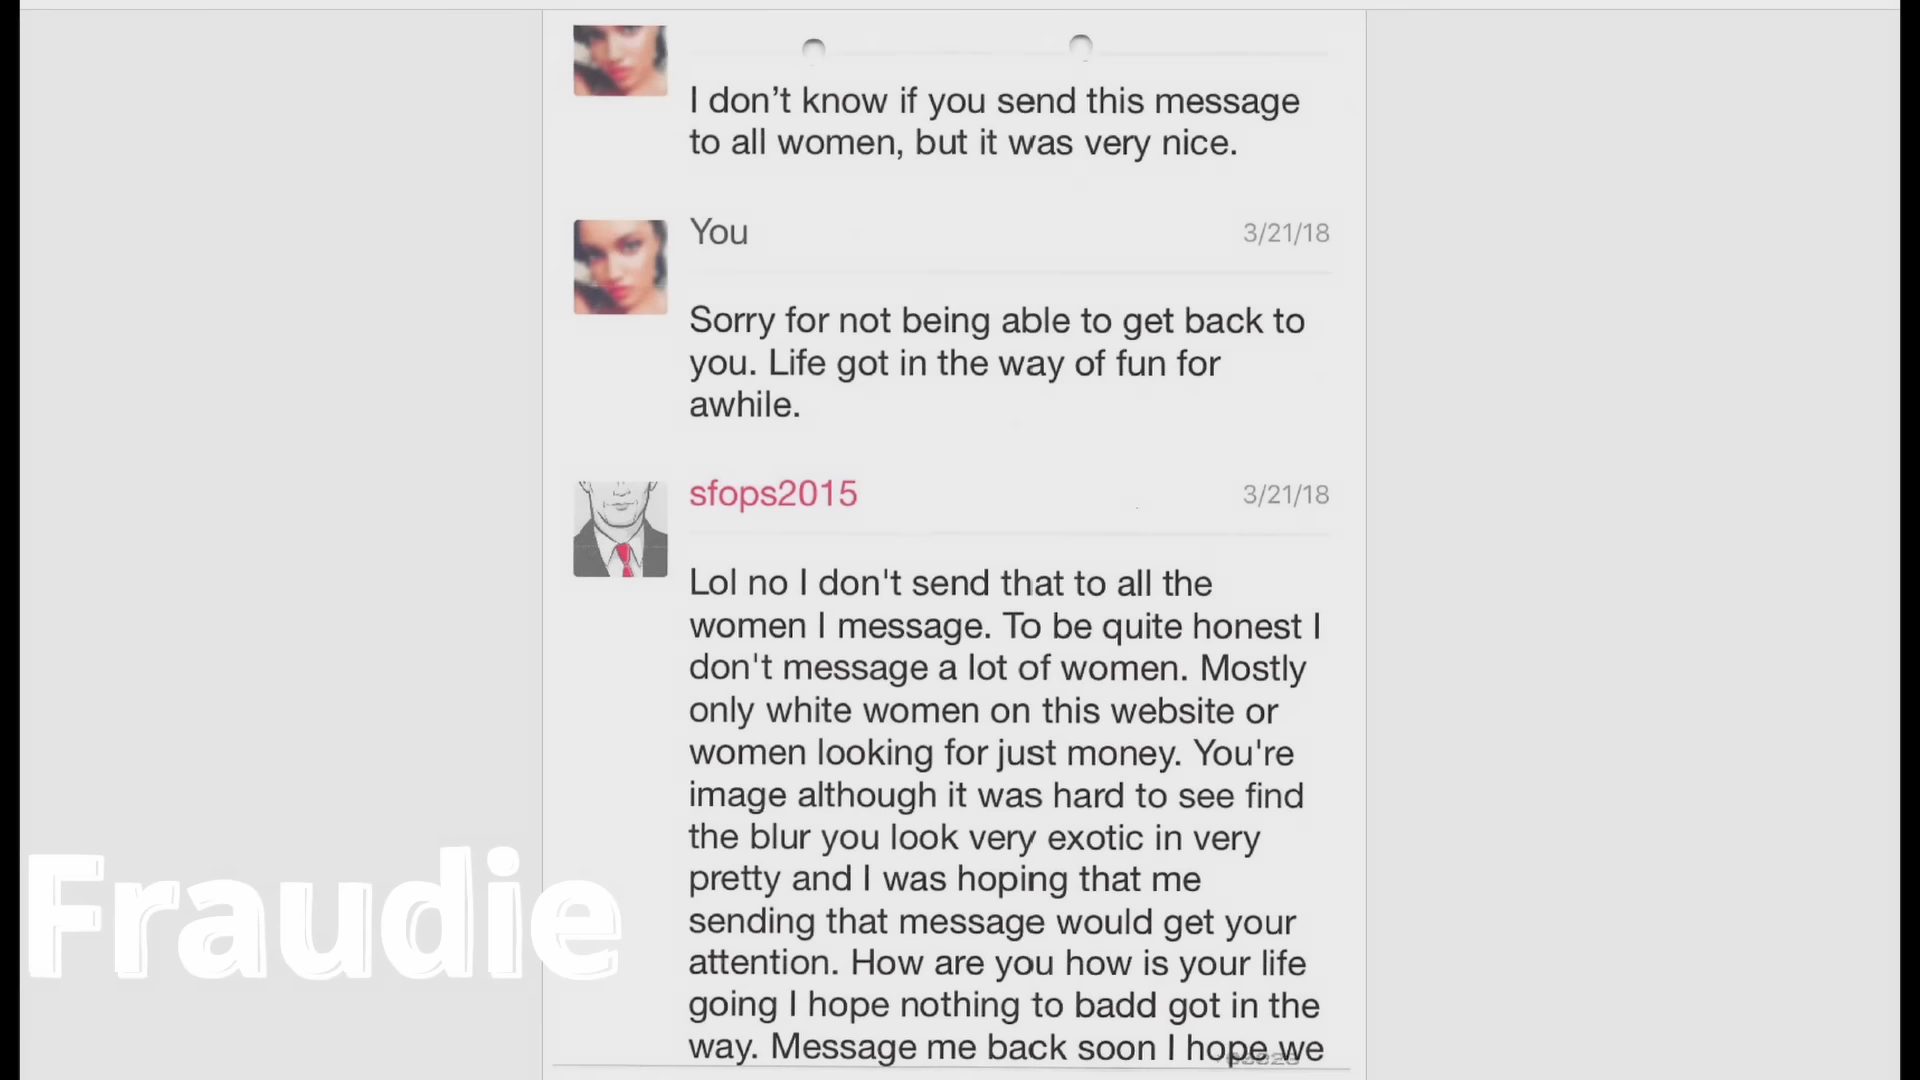 I don’t know if you send this message
to all women, but it was very nice.
You
3/21/18
Sorry for not being able to get back to
you. Life got in the way of fun for
awhile.
sfops2015
3/21/18
Lol no I don't send that to all the
women I message. To be quite honest I
don't message a lot of women. Mostly
only white women on this website or
women looking for just money. You're
image although it was hard to see find
the blur you look very exotic in very
pretty and I was hoping that me
sending that message would get your
attention. How are you how is your life
going I hope nothing to badd got in the
way. Message me back soon I hope we
Fraudie